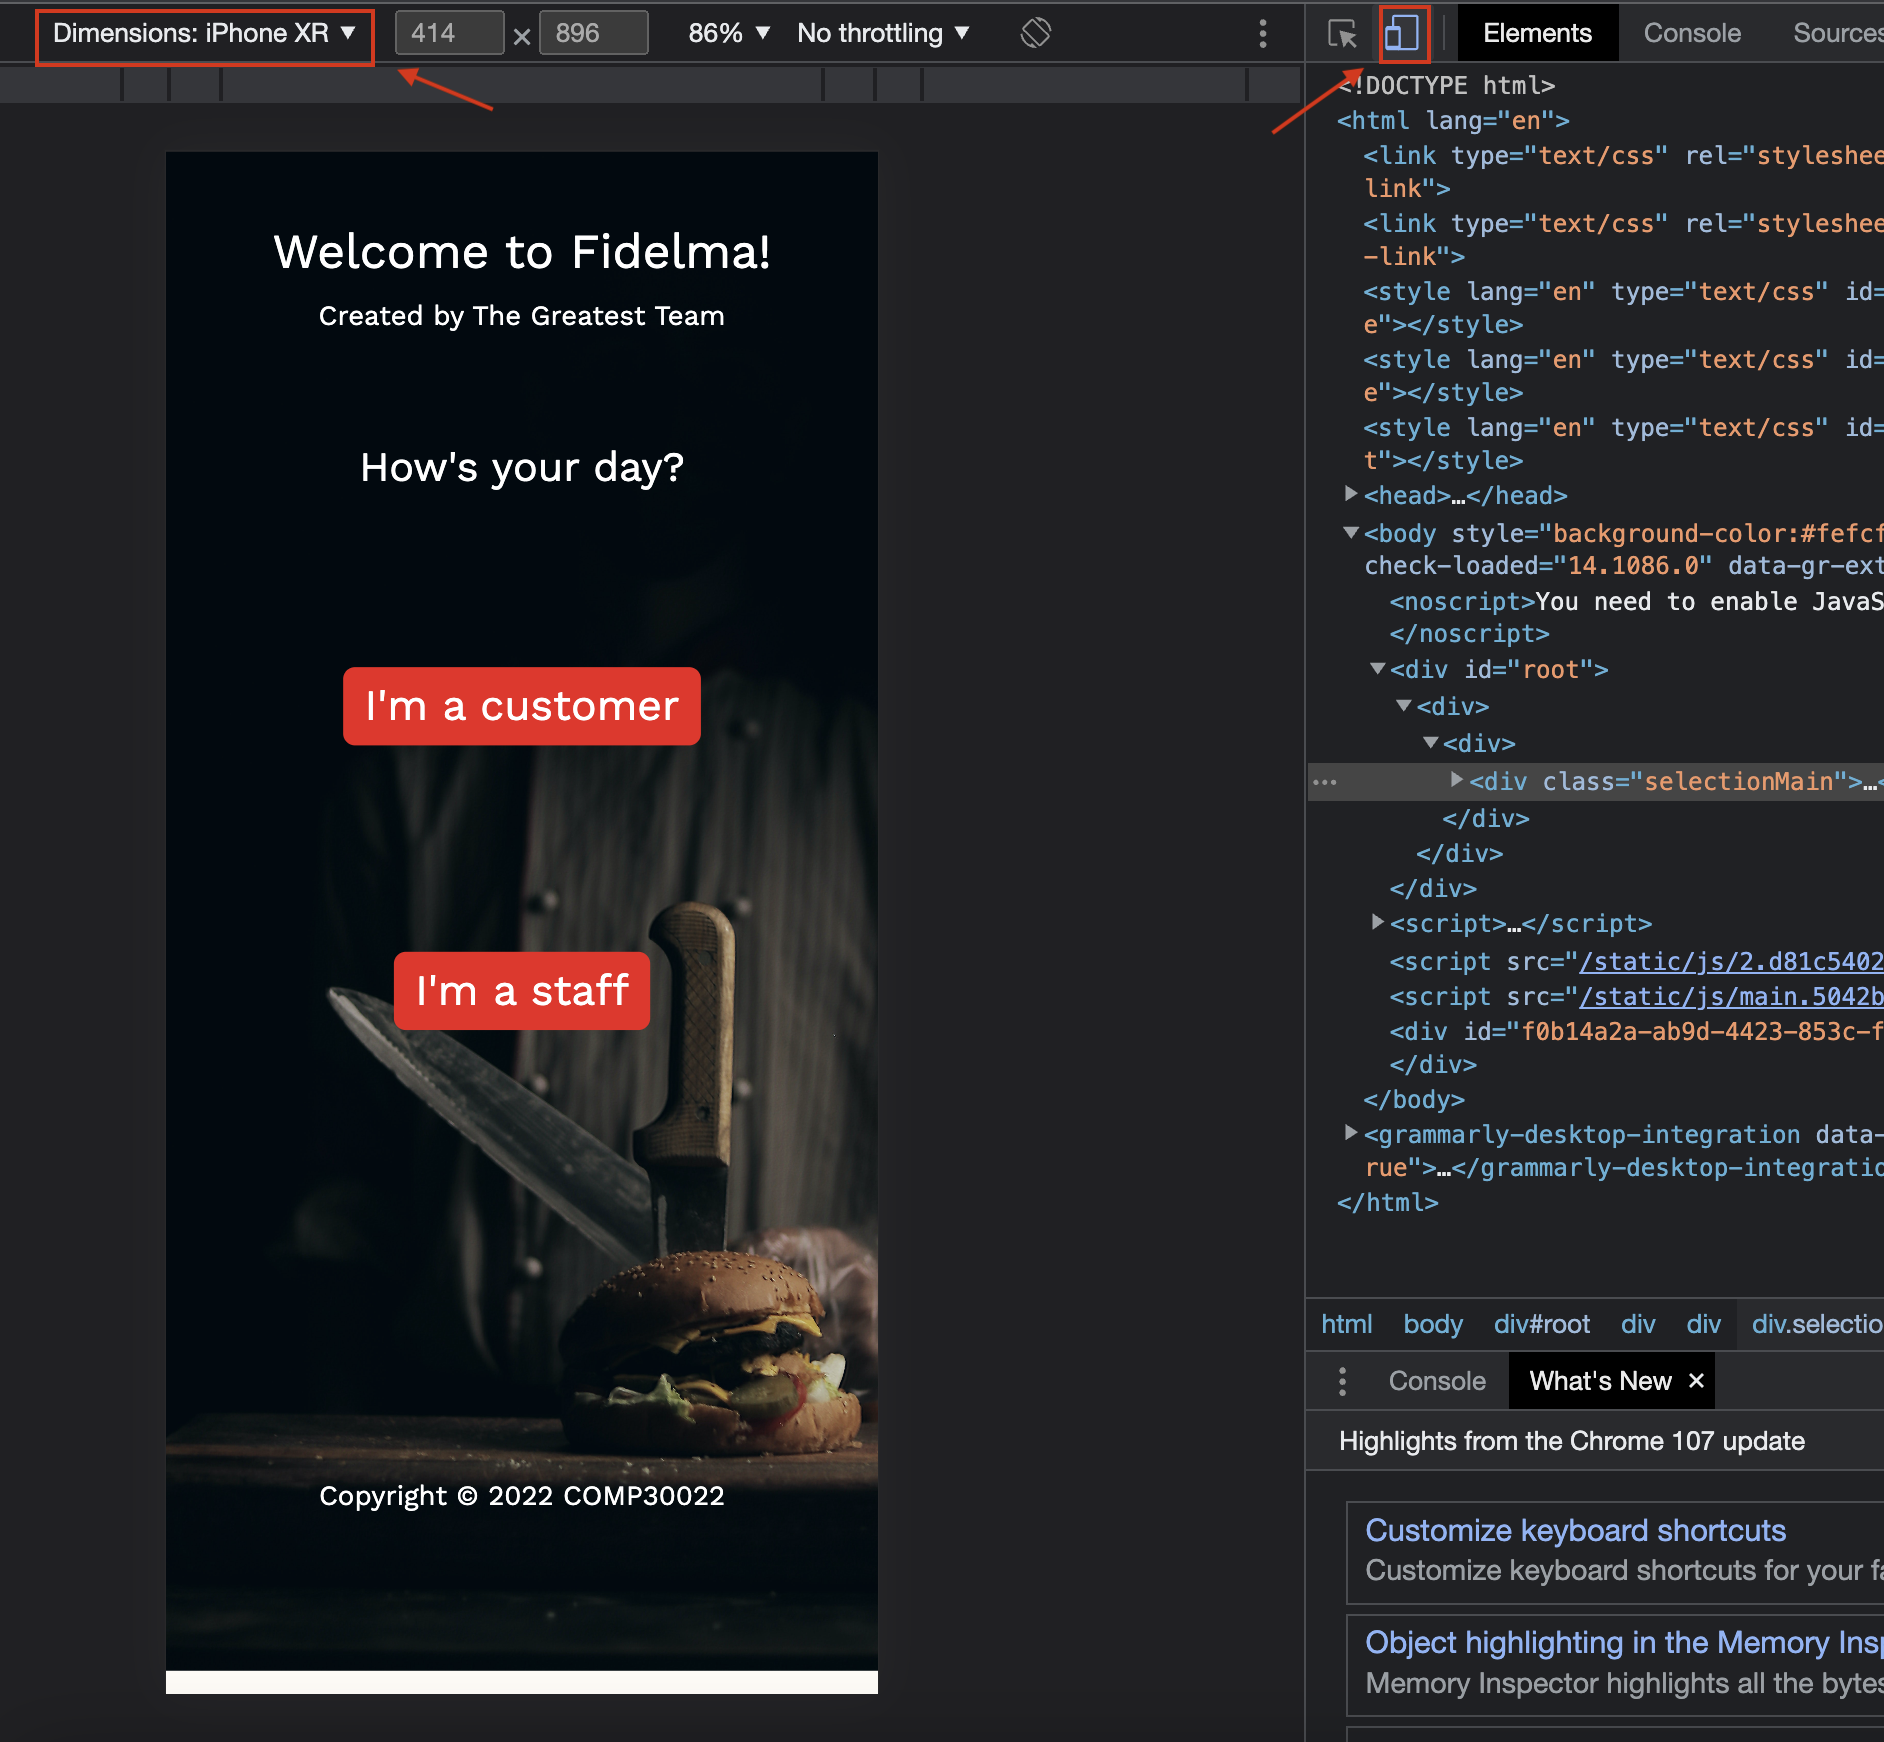 Dimensions: iPhone XR ▼ 414 × 896 86% ▼ No throttling ▼
Welcome to Fidelma!
Created by The Greatest Team
How's your day?
I'm a customer
I'm a staff
Copyright © 2022 COMP30022
Elements Console Sources
<!DOCTYPE html>
<html lang="en">
<link type="text/css" rel="styleshee
link">
<link type="text/css" rel="styleshee
-link">
<style lang="en" type="text/css" id=
e"></style>
<style lang="en" type="text/css" id=
e"></style>
<style lang="en" type="text/css" id=
t"></style>
▶<head>…</head>
▼<body style="background-color:#fefcf
check-loaded="14.1086.0" data-gr-ext
<noscript>You need to enable JavaS
</noscript>
▼<div id="root">
▼<div>
▼<div>
… ▶<div class="selectionMain">…<
</div>
</div>
</div>
▶<script>…</script>
<script src="/static/js/2.d81c5402
<script src="/static/js/main.5042b
<div id="f0b14a2a-ab9d-4423-853c-f
</div>
</body>
▶<grammarly-desktop-integration data-
rue">…</grammarly-desktop-integratio
</html>
html body div#root div div div.selectio
Console What's New ×
Highlights from the Chrome 107 update
Customize keyboard shortcuts
Customize keyboard shortcuts for your fa
Object highlighting in the Memory Insp
Memory Inspector highlights all the bytes